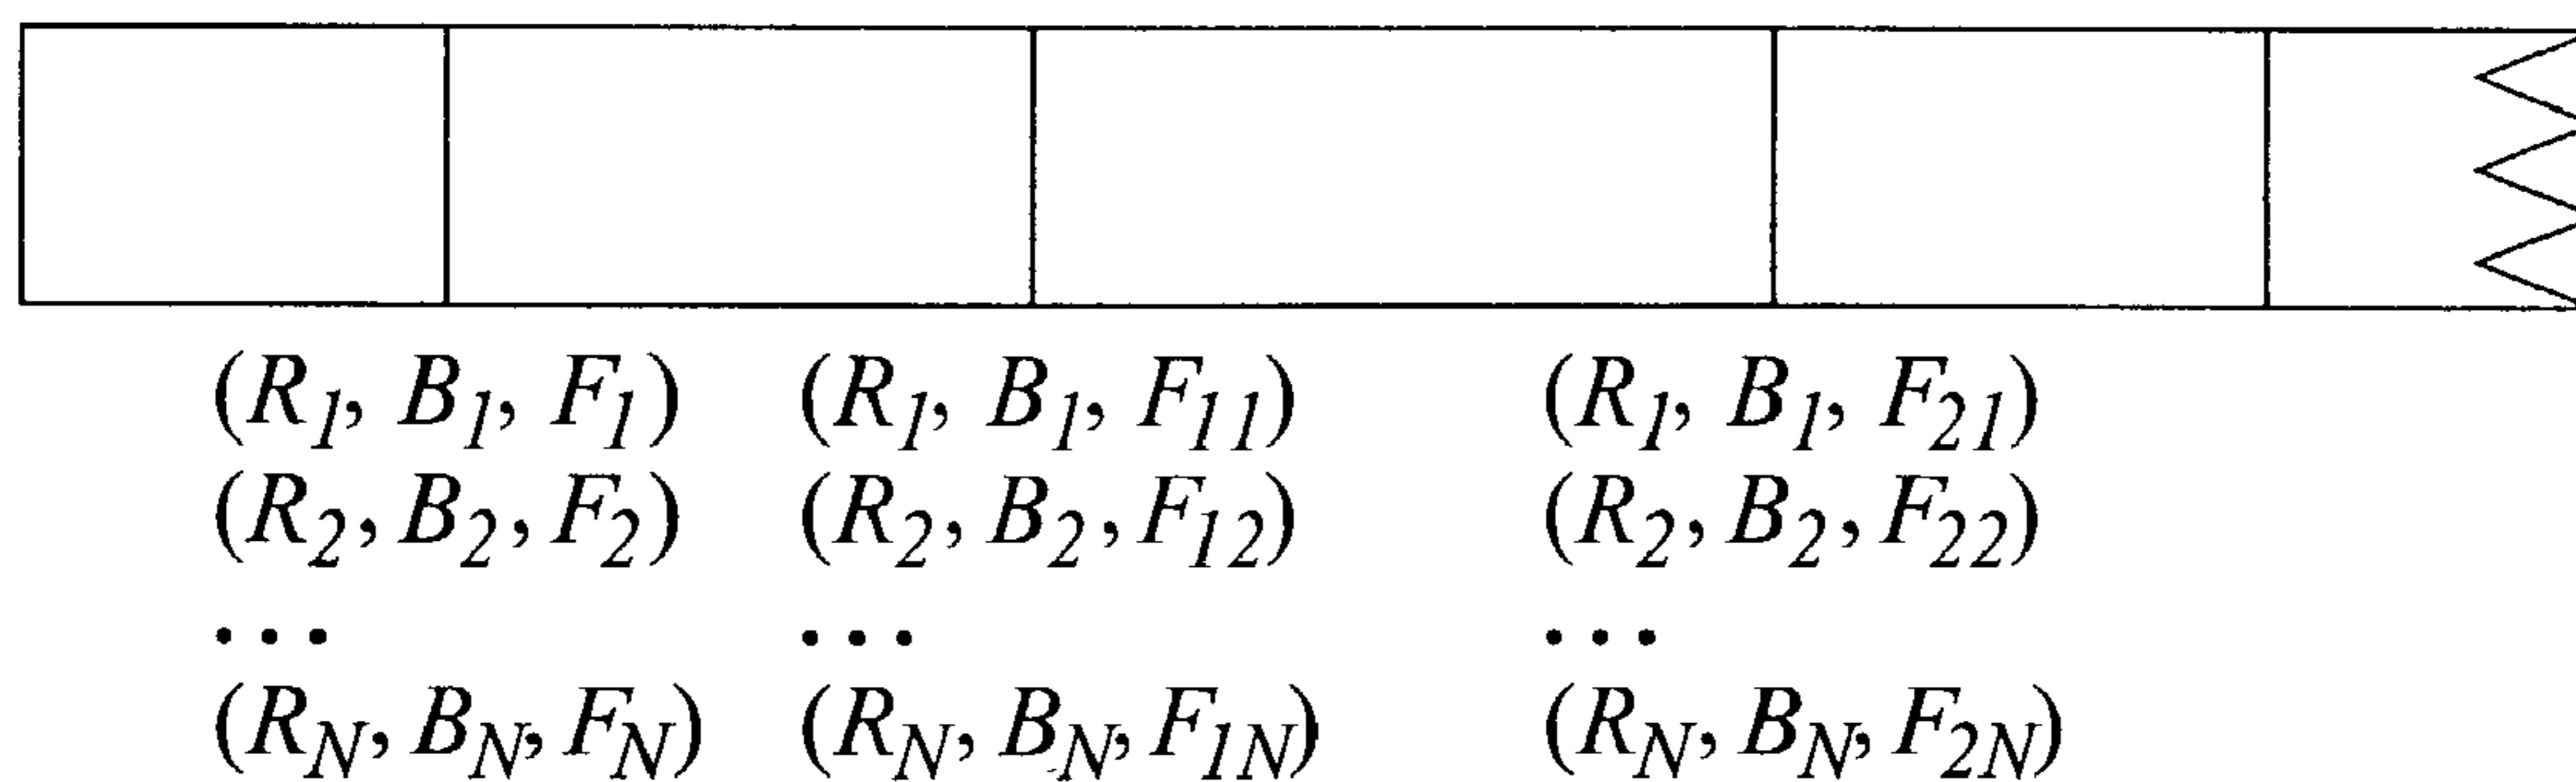 (R1, B1, F1) (R1, B1, F11) (R1, B1, F21)
(R2, B2, F2) (R2, B2, F12) (R2, B2, F22)
... ... ...
(RN, BN, FN) (RN, BN, F1N) (RN, BN, F2N)